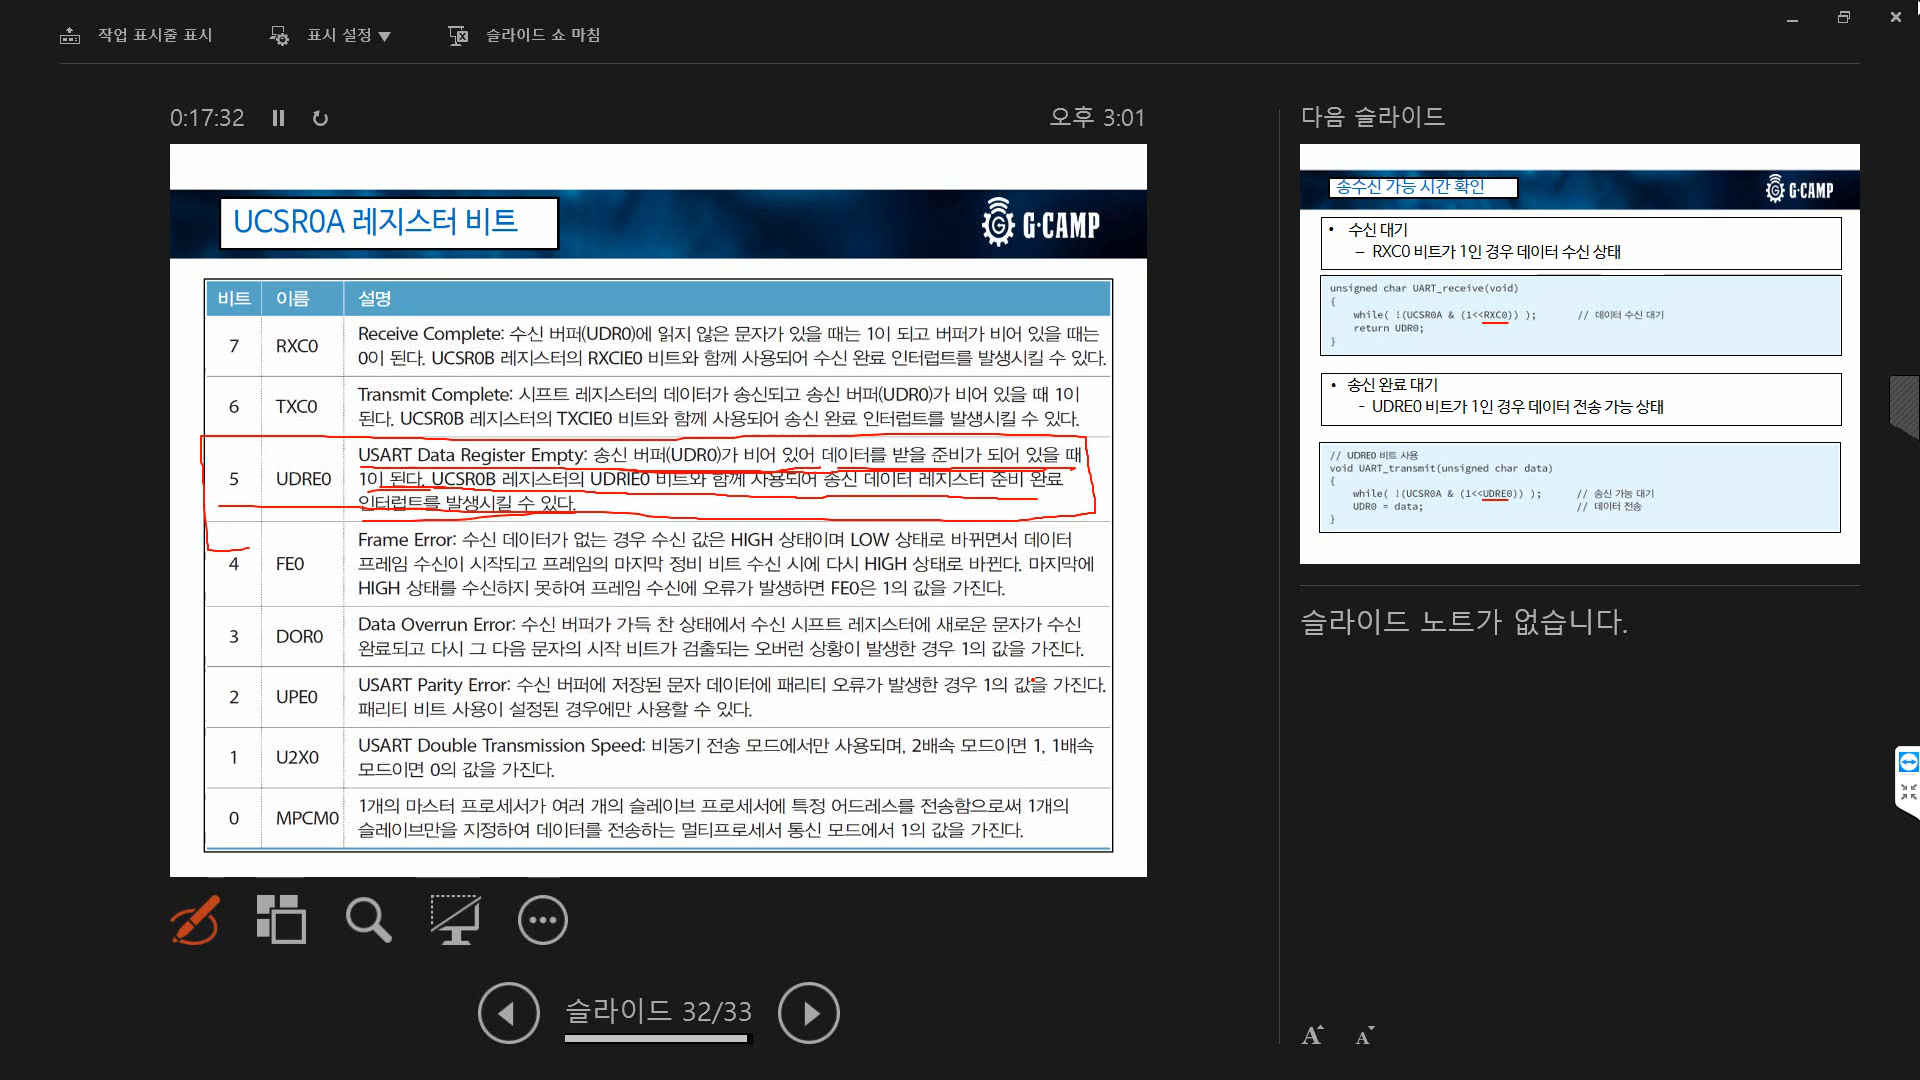 작업 표시줄 표시
표시 설정 ▼
슬라이드 쇼 마침
0:17:32
오후 3:01
UCSR0A 레지스터 비트
G·CAMP
비트 이름 설명
7 RXC0 Receive Complete: 수신 버퍼(UDR0)에 읽지 않은 문자가 있을 때는 1이 되고 버퍼가 비어 있을 때는
0이 된다. UCSR0B 레지스터의 RXCIE0 비트와 함께 사용되어 수신 완료 인터럽트를 발생시킬 수 있다.
6 TXC0 Transmit Complete: 시프트 레지스터의 데이터가 송신되고 송신 버퍼(UDR0)가 비어 있을 때 1이
된다. UCSR0B 레지스터의 TXCIE0 비트와 함께 사용되어 송신 완료 인터럽트를 발생시킬 수 있다.
5 UDRE0 USART Data Register Empty: 송신 버퍼(UDR0)가 비어 있어 데이터를 받을 준비가 되어 있을 때
1이 된다. UCSR0B 레지스터의 UDRIE0 비트와 함께 사용되어 송신 데이터 레지스터 준비 완료
인터럽트를 발생시킬 수 있다.
4 FE0 Frame Error: 수신 데이터가 없는 경우 수신 값은 HIGH 상태이며 LOW 상태로 바뀌면서 데이터
프레임 수신이 시작되고 프레임의 마지막 정비 비트 수신 시에 다시 HIGH 상태로 바뀐다. 마지막에
HIGH 상태를 수신하지 못하여 프레임 수신에 오류가 발생하면 FE0은 1의 값을 가진다.
3 DOR0 Data Overrun Error: 수신 버퍼가 가득 찬 상태에서 수신 시프트 레지스터에 새로운 문자가 수신
완료되고 다시 그 다음 문자의 시작 비트가 검출되는 오버런 상황이 발생한 경우 1의 값을 가진다.
2 UPE0 USART Parity Error: 수신 버퍼에 저장된 문자 데이터에 패리티 오류가 발생한 경우 1의 값을 가진다.
패리티 비트 사용이 설정된 경우에만 사용할 수 있다.
1 U2X0 USART Double Transmission Speed: 비동기 전송 모드에서만 사용되며, 2배속 모드이면 1, 1배속
모드이면 0의 값을 가진다.
0 MPCM0 1개의 마스터 프로세서가 여러 개의 슬레이브 프로세서에 특정 어드레스를 전송함으로써 1개의
슬레이브만을 지정하여 데이터를 전송하는 멀티프로세서 통신 모드에서 1의 값을 가진다.
슬라이드 32/33
다음 슬라이드
송수신 가능 시간 확인
G·CAMP
• 수신 대기
– RXC0 비트가 1인 경우 데이터 수신 상태
unsigned char UART_receive(void)
{
while( !(UCSR0A & (1<<RXC0)) ); // 데이터 수신 대기
return UDR0;
}
• 송신 완료 대기
- UDRE0 비트가 1인 경우 데이터 전송 가능 상태
// UDRE0 비트 사용
void UART_transmit(unsigned char data)
{
while( !(UCSR0A & (1<<UDRE0)) ); // 송신 가능 대기
UDR0 = data; // 데이터 전송
}
슬라이드 노트가 없습니다.
A A